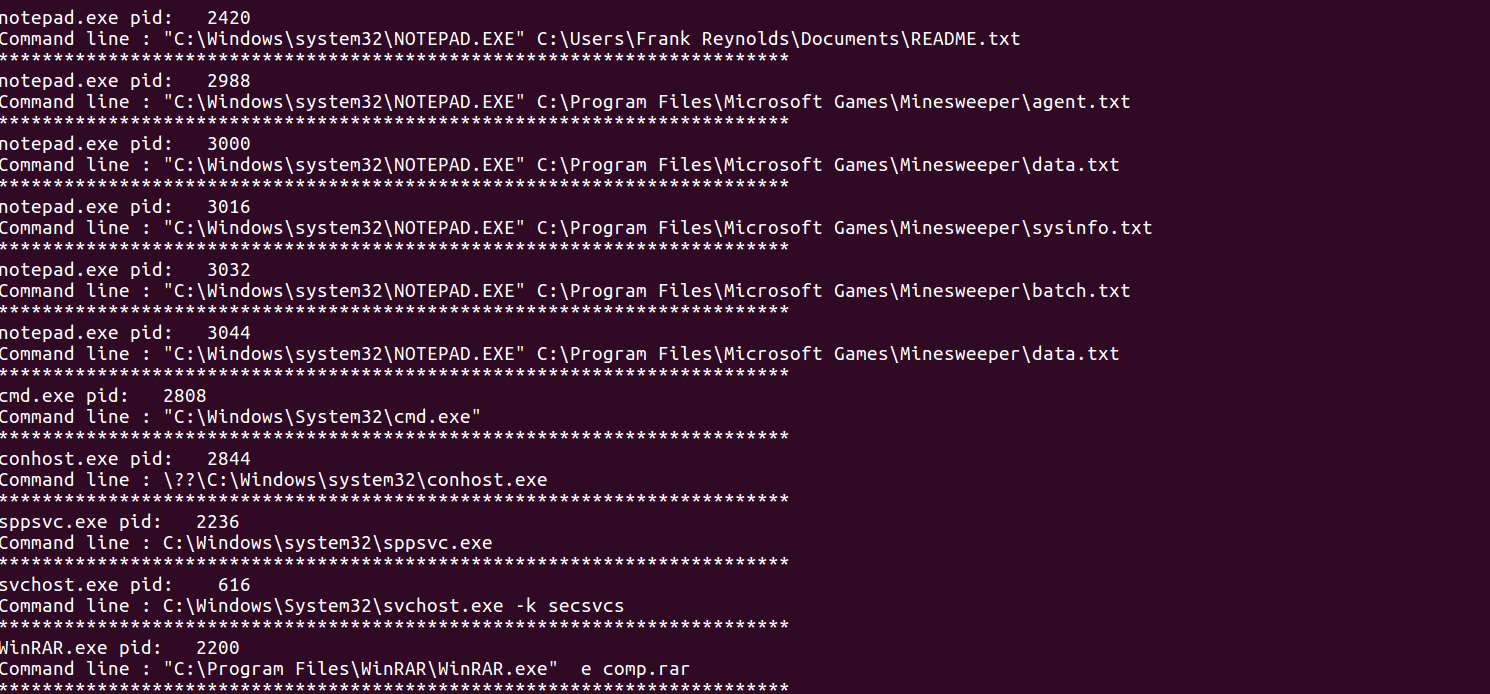 notepad.exe pid:   2420
Command line : "C:\Windows\system32\NOTEPAD.EXE" C:\Users\Frank Reynolds\Documents\README.txt
************************************************************************
notepad.exe pid:   2988
Command line : "C:\Windows\system32\NOTEPAD.EXE" C:\Program Files\Microsoft Games\Minesweeper\agent.txt
************************************************************************
notepad.exe pid:   3000
Command line : "C:\Windows\system32\NOTEPAD.EXE" C:\Program Files\Microsoft Games\Minesweeper\data.txt
************************************************************************
notepad.exe pid:   3016
Command line : "C:\Windows\system32\NOTEPAD.EXE" C:\Program Files\Microsoft Games\Minesweeper\sysinfo.txt
************************************************************************
notepad.exe pid:   3032
Command line : "C:\Windows\system32\NOTEPAD.EXE" C:\Program Files\Microsoft Games\Minesweeper\batch.txt
************************************************************************
notepad.exe pid:   3044
Command line : "C:\Windows\system32\NOTEPAD.EXE" C:\Program Files\Microsoft Games\Minesweeper\data.txt
************************************************************************
cmd.exe pid:   2808
Command line : "C:\Windows\System32\cmd.exe"
************************************************************************
conhost.exe pid:   2844
Command line : \??\C:\Windows\system32\conhost.exe
************************************************************************
sppsvc.exe pid:   2236
Command line : C:\Windows\system32\sppsvc.exe
************************************************************************
svchost.exe pid:    616
Command line : C:\Windows\System32\svchost.exe -k secsvcs
************************************************************************
WinRAR.exe pid:   2200
Command line : "C:\Program Files\WinRAR\WinRAR.exe"  e comp.rar
************************************************************************